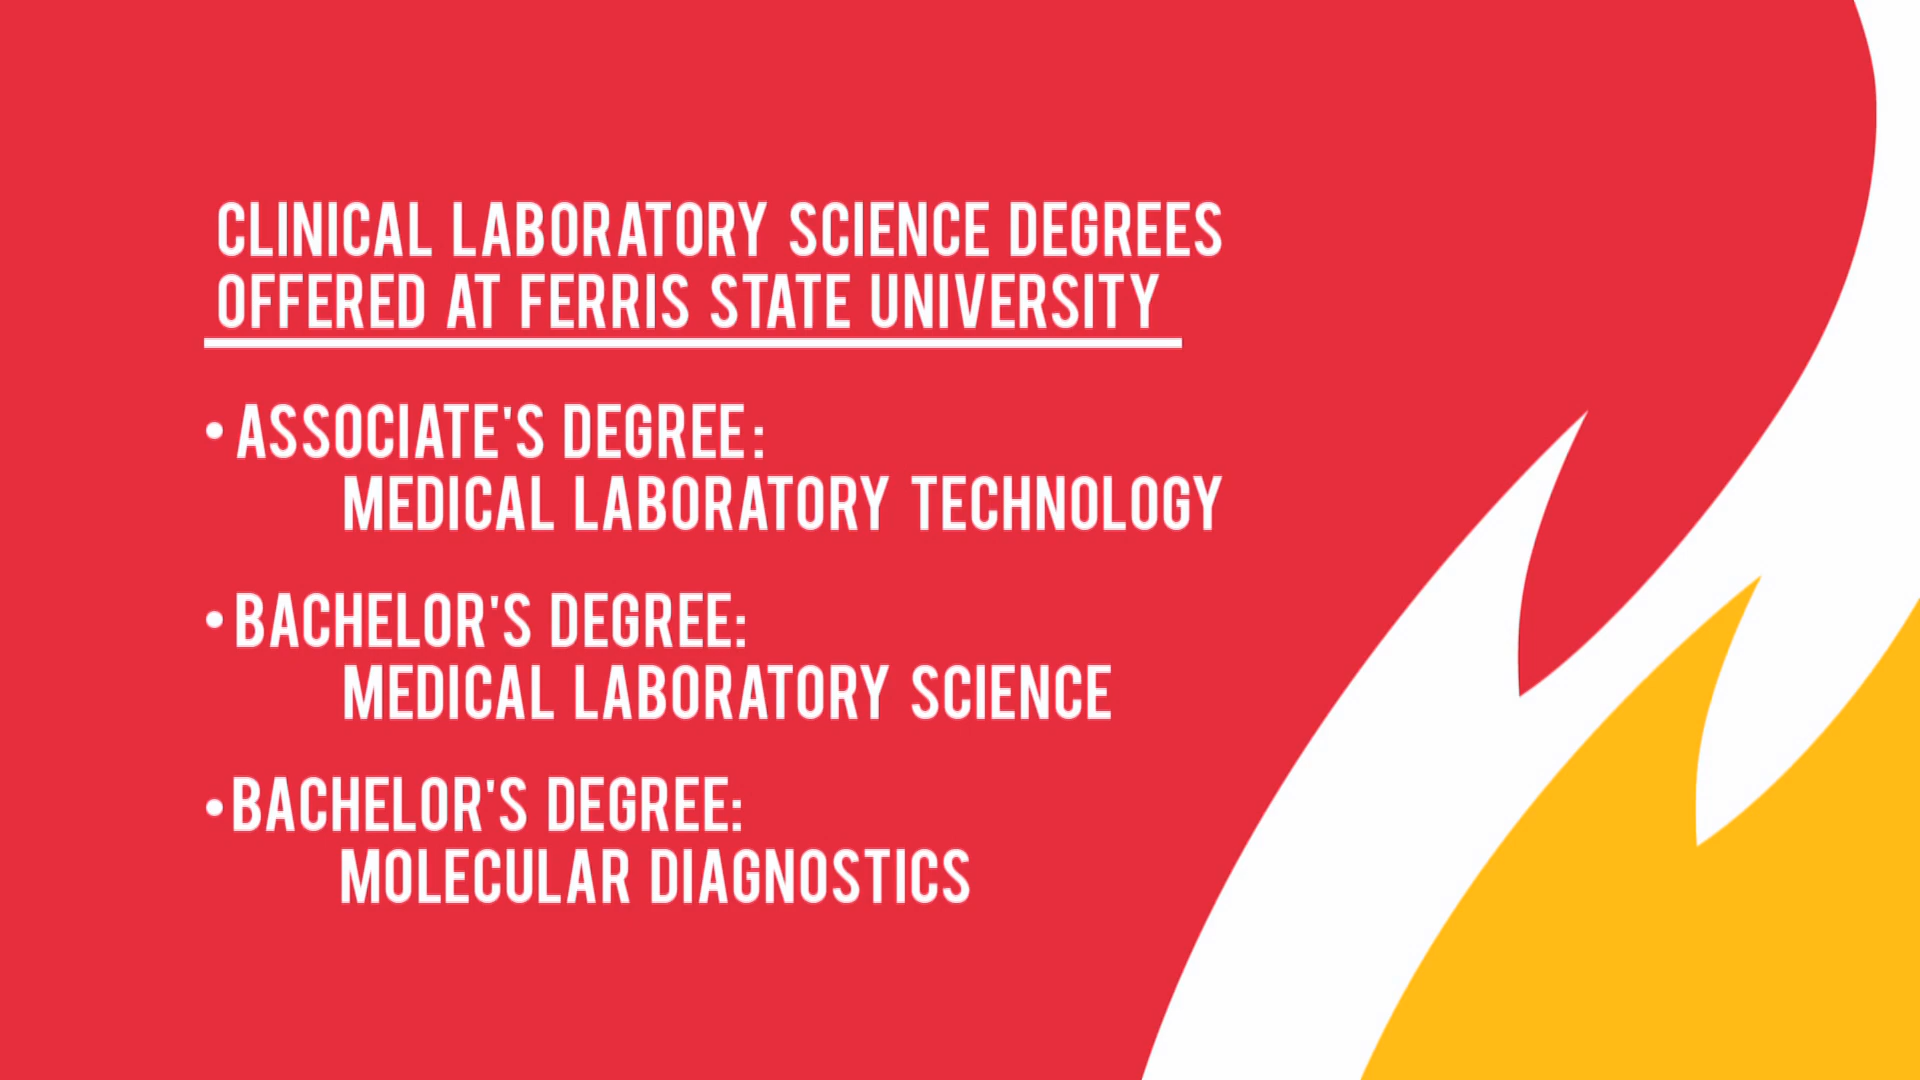 CLINICAL LABORATORY SCIENCE DEGREES
OFFERED AT FERRIS STATE UNIVERSITY
• ASSOCIATE'S DEGREE:
MEDICAL LABORATORY TECHNOLOGY
• BACHELOR'S DEGREE:
MEDICAL LABORATORY SCIENCE
• BACHELOR'S DEGREE:
MOLECULAR DIAGNOSTICS